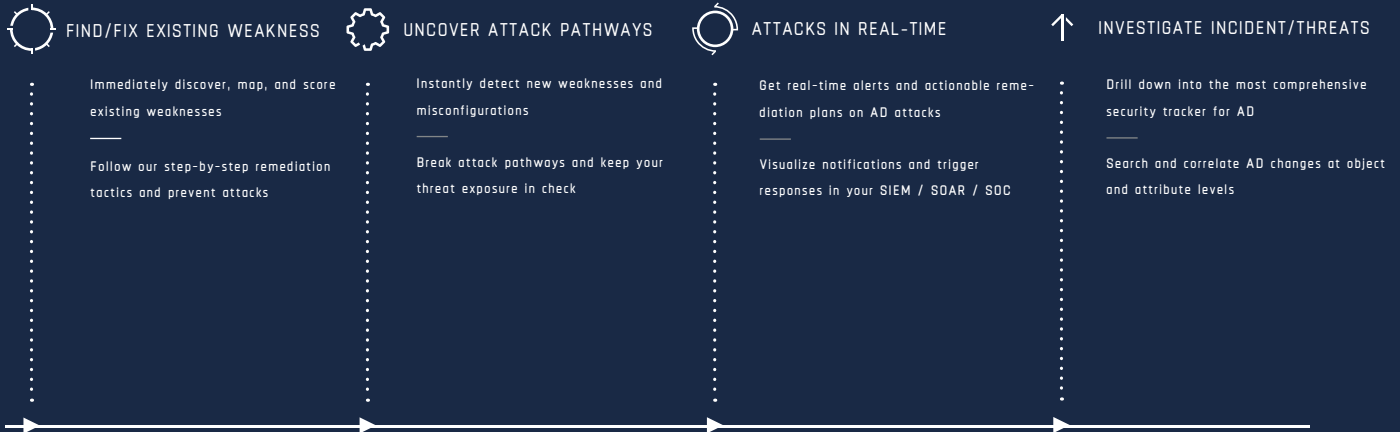 FIND/FIX EXISTING WEAKNESS
Immediately discover, map, and score
existing weaknesses
Follow our step-by-step remediation
tactics and prevent attacks
UNCOVER ATTACK PATHWAYS
Instantly detect new weaknesses and
misconfigurations
Break attack pathways and keep your
threat exposure in check
ATTACKS IN REAL-TIME
Get real-time alerts and actionable reme-
diation plans on AD attacks
Visualize notifications and trigger
responses in your SIEM / SOAR / SOC
INVESTIGATE INCIDENT/THREATS
Drill down into the most comprehensive
security tracker for AD
Search and correlate AD changes at object
and attribute levels